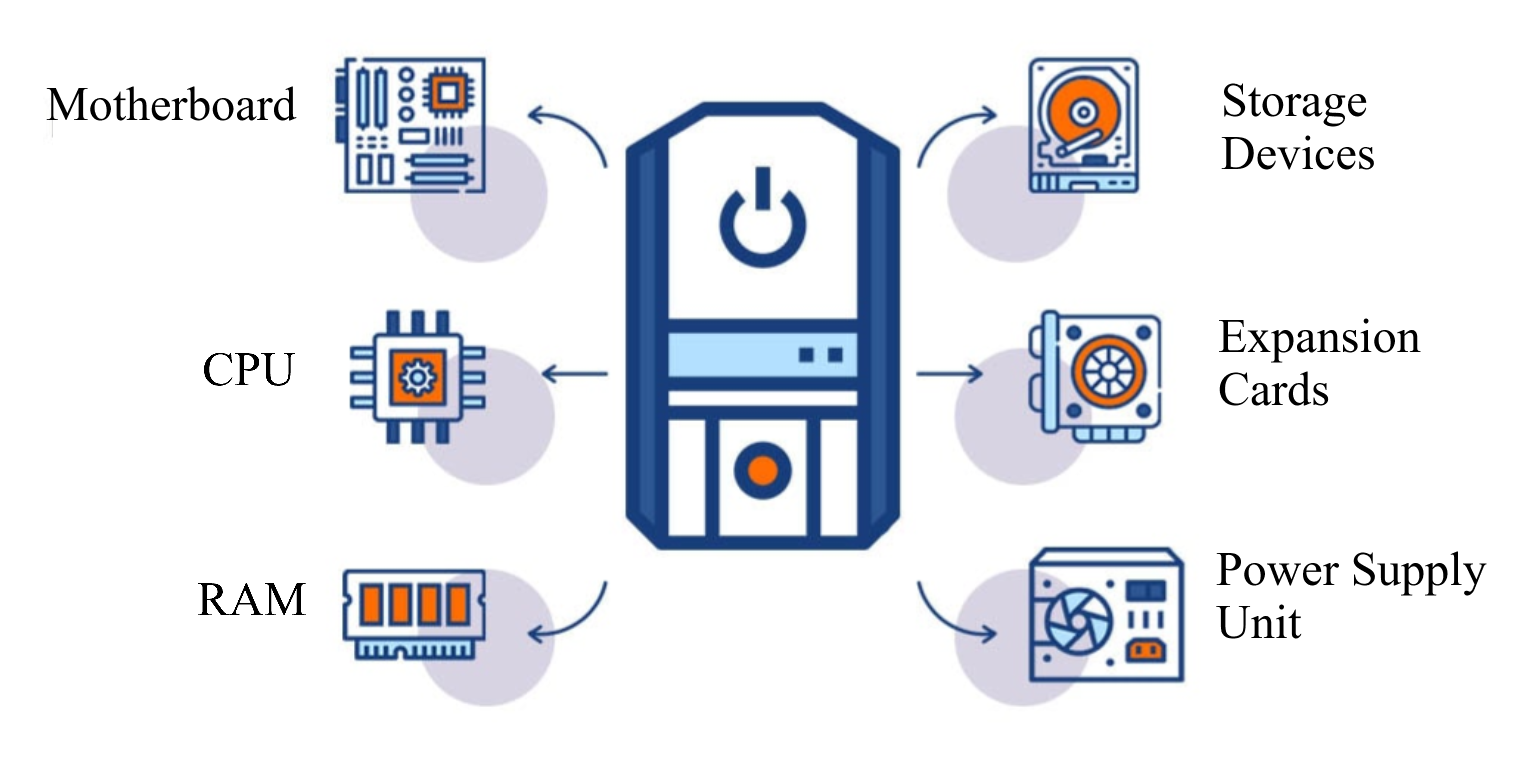 Motherboard
CPU
RAM
Storage
Devices
Expansion
Cards
Power Supply
Unit